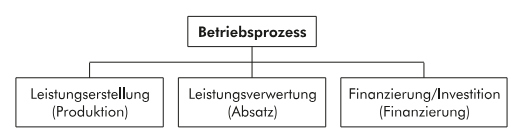 Betriebsprozess
Leistungserstellung
(Produktion)
Leistungsverwertung
(Absatz)
Finanzierung/Investition
(Finanzierung)